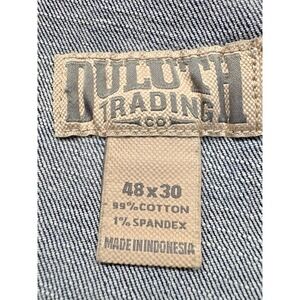 DULUTH
TRADING
CO
48 x 30
99% COTTON
1% SPANDEX
MADE IN INDONESIA